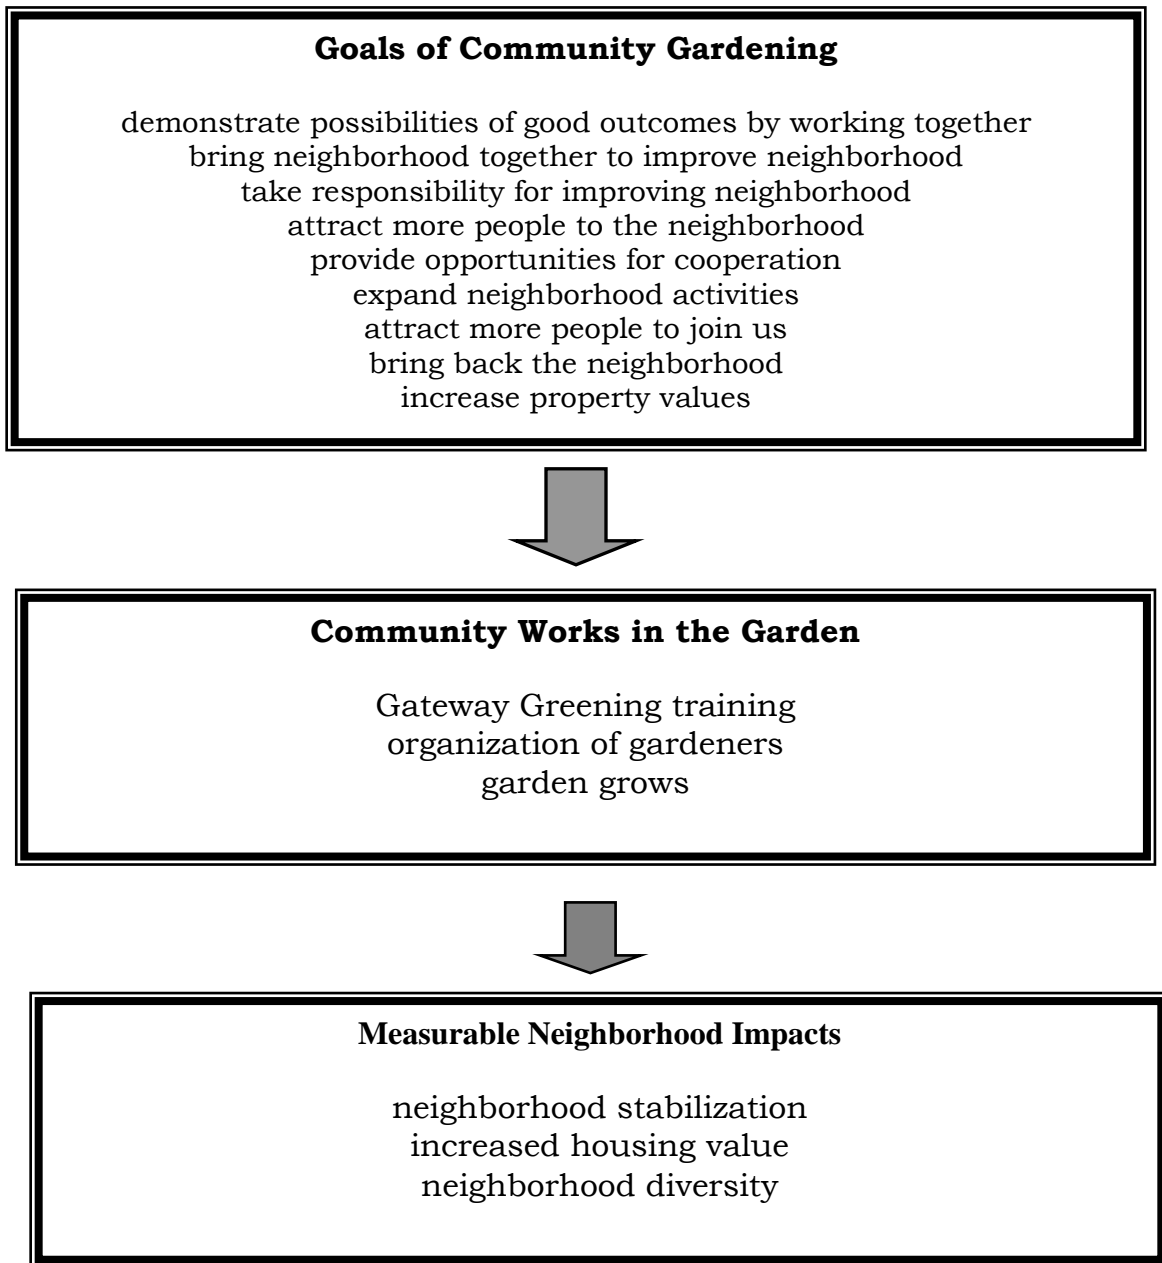 Goals of Community Gardening
demonstrate possibilities of good outcomes by working together
bring neighborhood together to improve neighborhood
take responsibility for improving neighborhood
attract more people to the neighborhood
provide opportunities for cooperation
expand neighborhood activities
attract more people to join us
bring back the neighborhood
increase property values
Community Works in the Garden
Gateway Greening training
organization of gardeners
garden grows
Measurable Neighborhood Impacts
neighborhood stabilization
increased housing value
neighborhood diversity